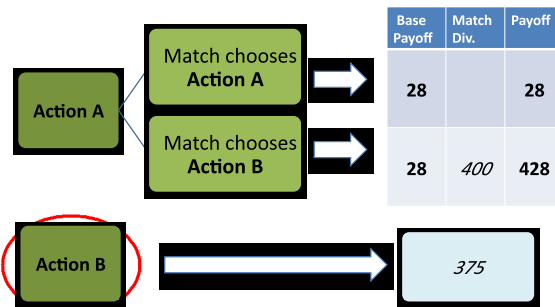 Base Payoff Match Div. Payoff
Match chooses
Action A
28 28
Action A
Match chooses
Action B
28 400 428
Action B
375